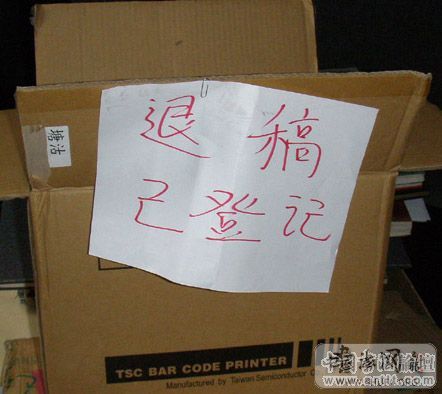 退稿
已登记
塘沽
TSC BAR CODE PRINTER
Manufactured by Taiwan Semiconductor